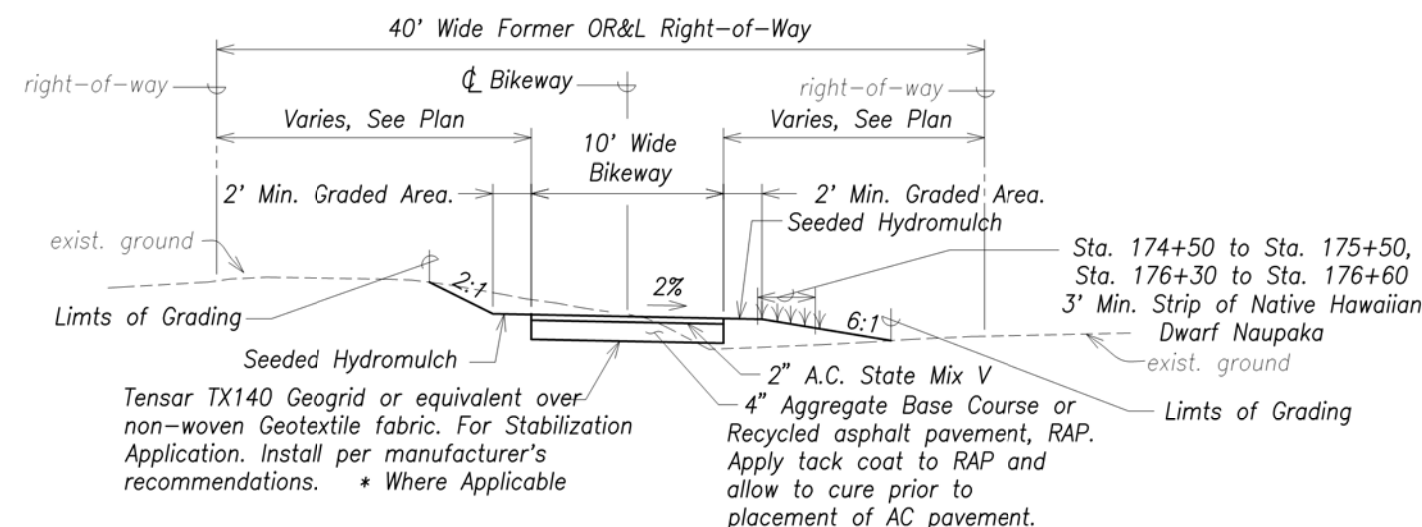 40' Wide Former OR&L Right-of-Way
right-of-way
℄ Bikeway
right-of-way
Varies, See Plan
Varies, See Plan
10' Wide
Bikeway
2' Min. Graded Area.
2' Min. Graded Area.
Seeded Hydromulch
exist. ground
Sta. 174+50 to Sta. 175+50,
Sta. 176+30 to Sta. 176+60
3' Min. Strip of Native Hawaiian
Dwarf Naupaka
exist. ground
2:1
2%
6:1
Limts of Grading
Seeded Hydromulch
Tensar TX140 Geogrid or equivalent over
non-woven Geotextile fabric. For Stabilization
Application. Install per manufacturer's
recommendations. * Where Applicable
2" A.C. State Mix V
4" Aggregate Base Course or
Recycled asphalt pavement, RAP.
Apply tack coat to RAP and
allow to cure prior to
placement of AC pavement.
Limts of Grading